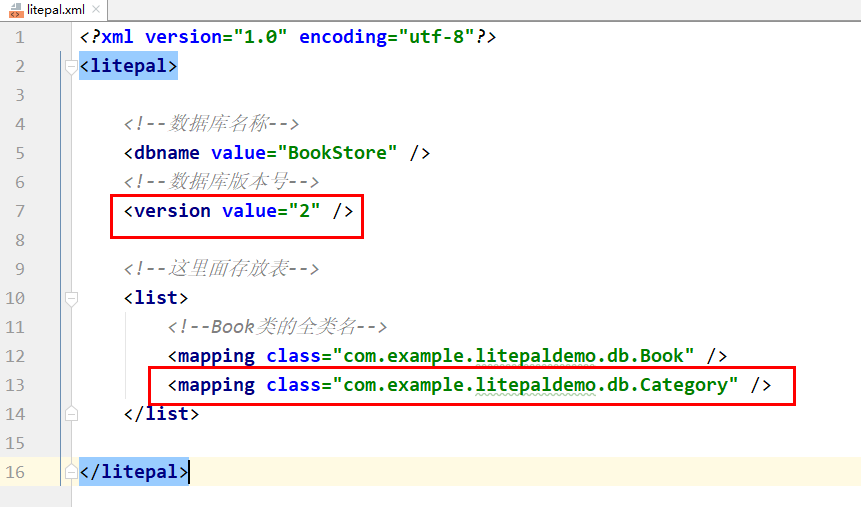 litepal.xml
1 <?xml version="1.0" encoding="utf-8"?>
2 <litepal>
3
4 <!--数据库名称-->
5 <dbname value="BookStore" />
6 <!--数据库版本号-->
7 <version value="2" />
8
9 <!--这里面存放表-->
10 <list>
11 <!--Book类的全类名-->
12 <mapping class="com.example.litepaldemo.db.Book" />
13 <mapping class="com.example.litepaldemo.db.Category" />
14 </list>
15
16 </litepal>